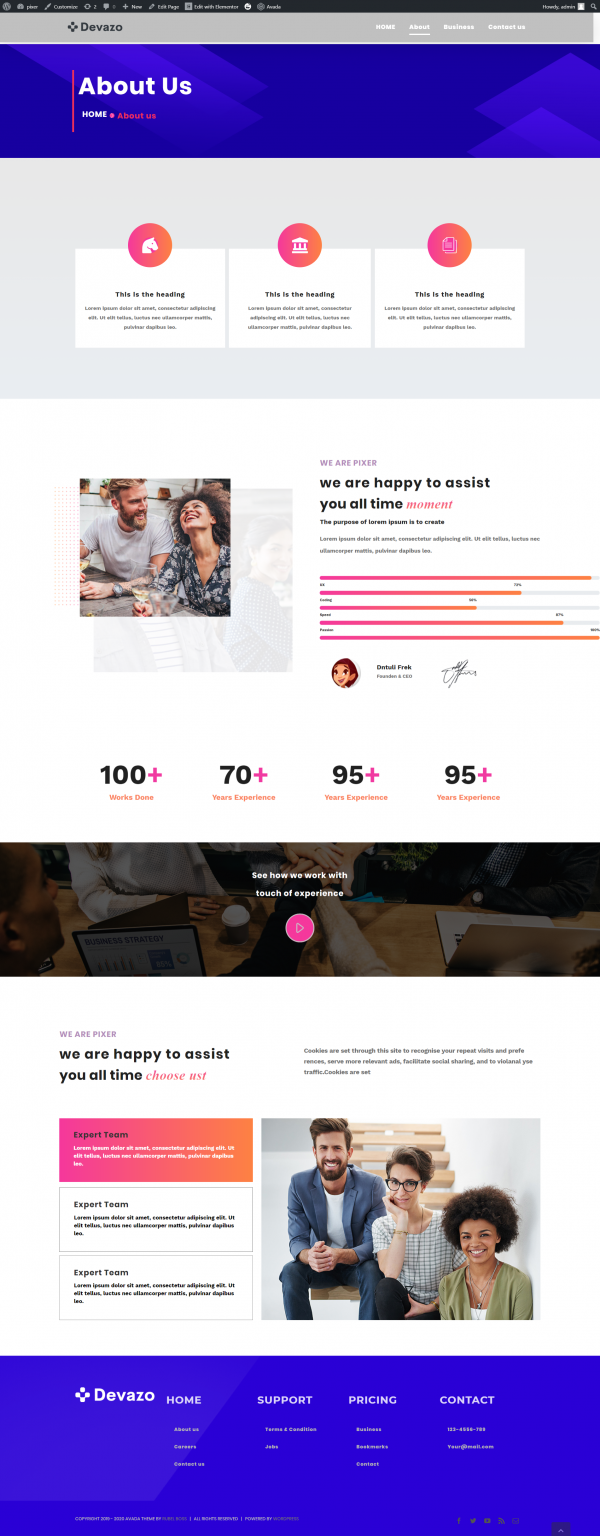 pixer Customize 2 0 New Edit Page Edit with Elementor Avada Howdy, admin
Devazo HOME About Business Contact us
About Us
HOME About us
This is the heading
Lorem ipsum dolor sit amet, consectetur adipiscing
elit. Ut elit tellus, luctus nec ullamcorper mattis,
pulvinar dapibus leo.
This is the heading
Lorem ipsum dolor sit amet, consectetur
adipiscing elit. Ut elit tellus, luctus nec
ullamcorper mattis, pulvinar dapibus leo.
This is the heading
Lorem ipsum dolor sit amet, consectetur adipiscing
elit. Ut elit tellus, luctus nec ullamcorper mattis,
pulvinar dapibus leo.
WE ARE PIXER
we are happy to assist
you all time moment
The purpose of lorem ipsum is to create
Lorem ipsum dolor sit amet, consectetur adipiscing elit. Ut elit tellus, luctus nec
ullamcorper mattis, pulvinar dapibus leo.
UX 72%
Coding 56%
Speed 87%
Passion 100%
Dntuli Frek
Founden & CEO
100+
Works Done
70+
Years Experience
95+
Years Experience
95+
Years Experience
See how we work with
touch of experience
BUSINESS STRATEGY
WE ARE PIXER
we are happy to assist
you all time choose ust
Cookies are set through this site to recognise your repeat visits and prefe
rences, serve more relevant ads, facilitate social sharing, and to violanal yse
traffic.Cookies are set
Expert Team
Lorem ipsum dolor sit amet, consectetur adipiscing elit. Ut
elit tellus, luctus nec ullamcorper mattis, pulvinar dapibus
leo.
Expert Team
Lorem ipsum dolor sit amet, consectetur adipiscing elit. Ut
elit tellus, luctus nec ullamcorper mattis, pulvinar dapibus
leo.
Expert Team
Lorem ipsum dolor sit amet, consectetur adipiscing elit. Ut
elit tellus, luctus nec ullamcorper mattis, pulvinar dapibus
leo.
Devazo
HOME
About us
Careers
Contact us
SUPPORT
Terms & Condition
Jobs
PRICING
Business
Bookmarks
Contact
CONTACT
123-4566-789
Your@mail.com
COPYRIGHT 2019 - 2020 AVADA THEME BY | ALL RIGHTS RESERVED | POWERED BY WORDPRESS